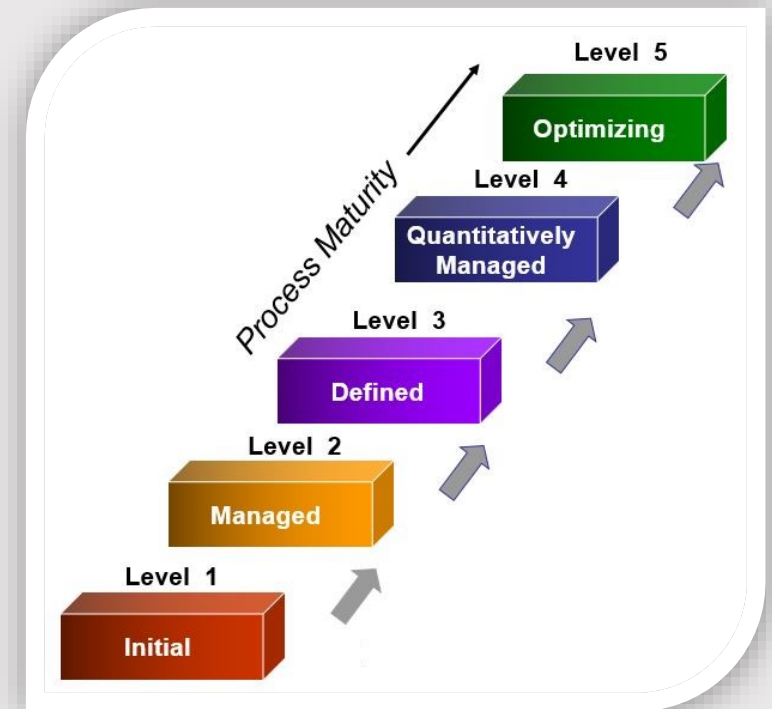 Level 5
Optimizing
Level 4
Quantitatively
Managed
Process Maturity
Level 3
Defined
Level 2
Managed
Level 1
Initial